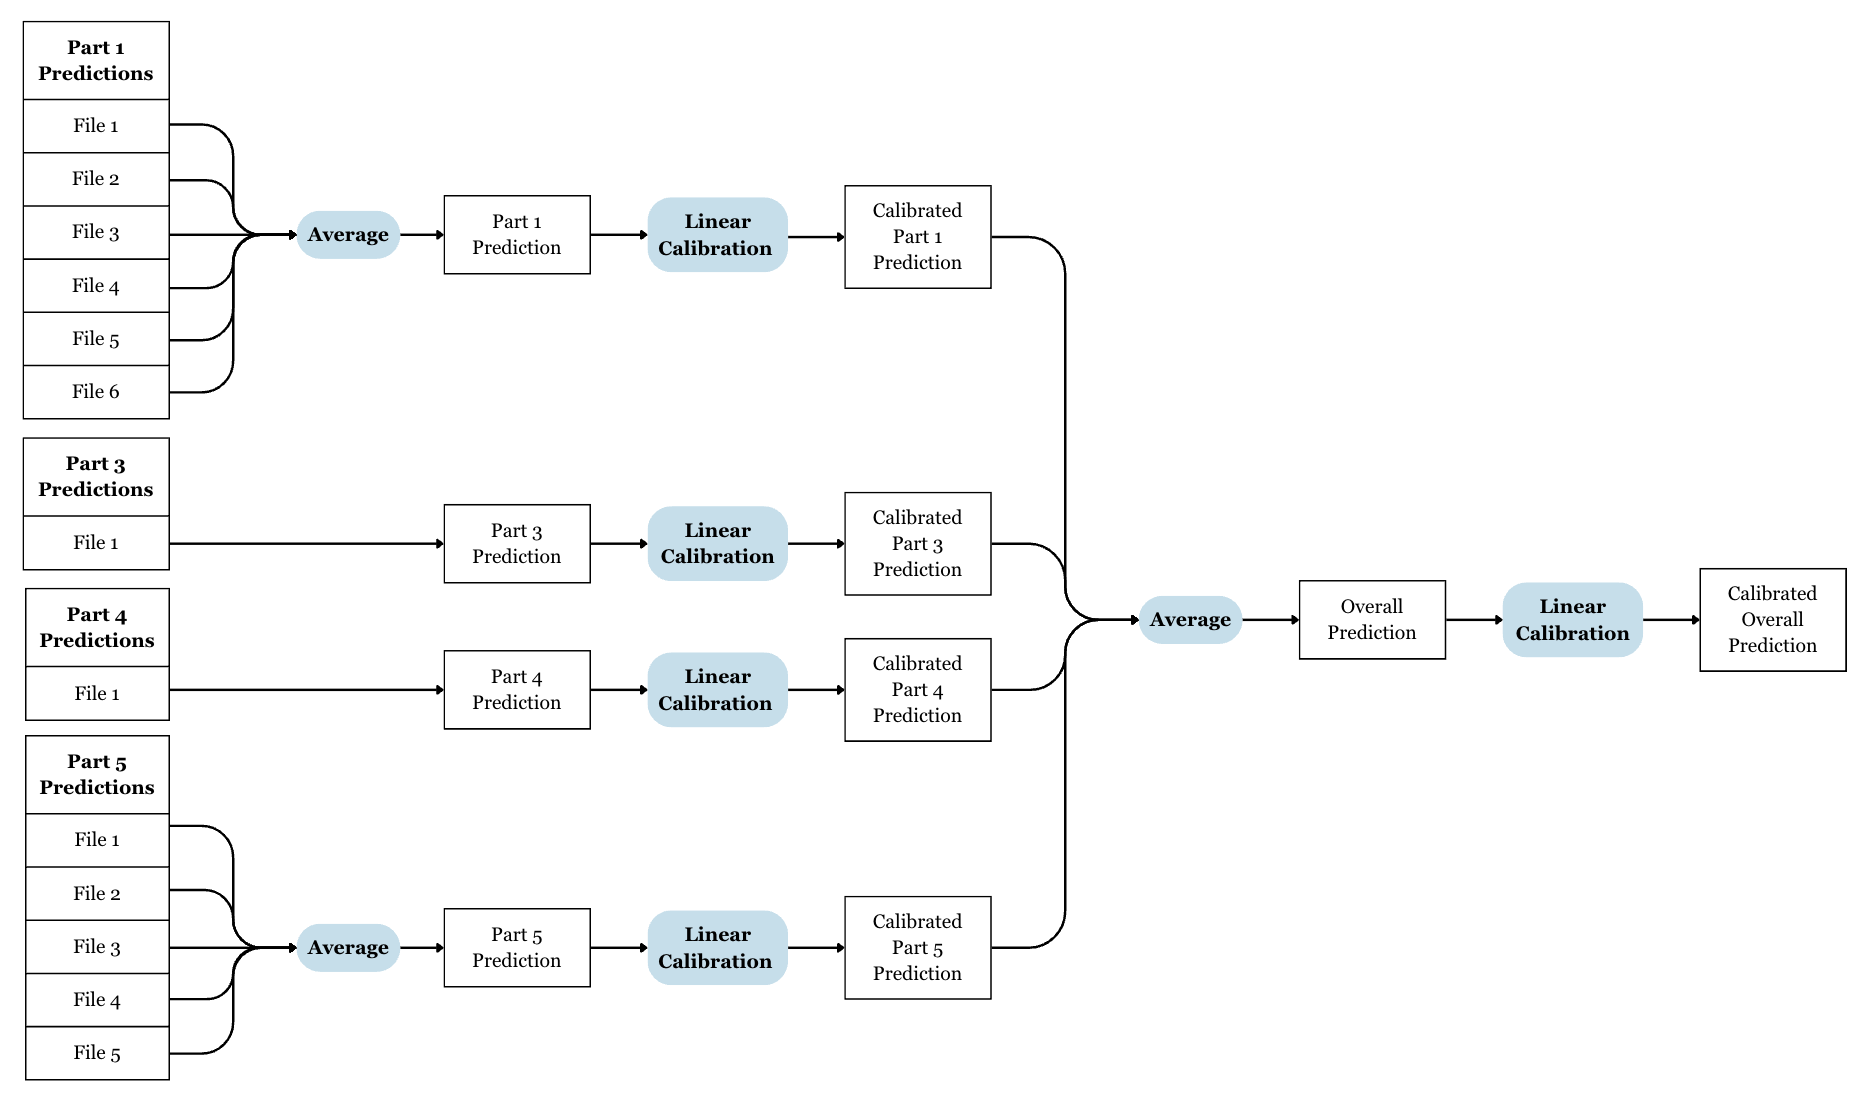 Part 1
Predictions
File 1
File 2
File 3
File 4
File 5
File 6
Average
Part 1
Prediction
Linear
Calibration
Calibrated
Part 1
Prediction
Part 3
Predictions
File 1
Part 3
Prediction
Linear
Calibration
Calibrated
Part 3
Prediction
Part 4
Predictions
File 1
Part 4
Prediction
Linear
Calibration
Calibrated
Part 4
Prediction
Part 5
Predictions
File 1
File 2
File 3
File 4
File 5
Average
Part 5
Prediction
Linear
Calibration
Calibrated
Part 5
Prediction
Average
Overall
Prediction
Linear
Calibration
Calibrated
Overall
Prediction